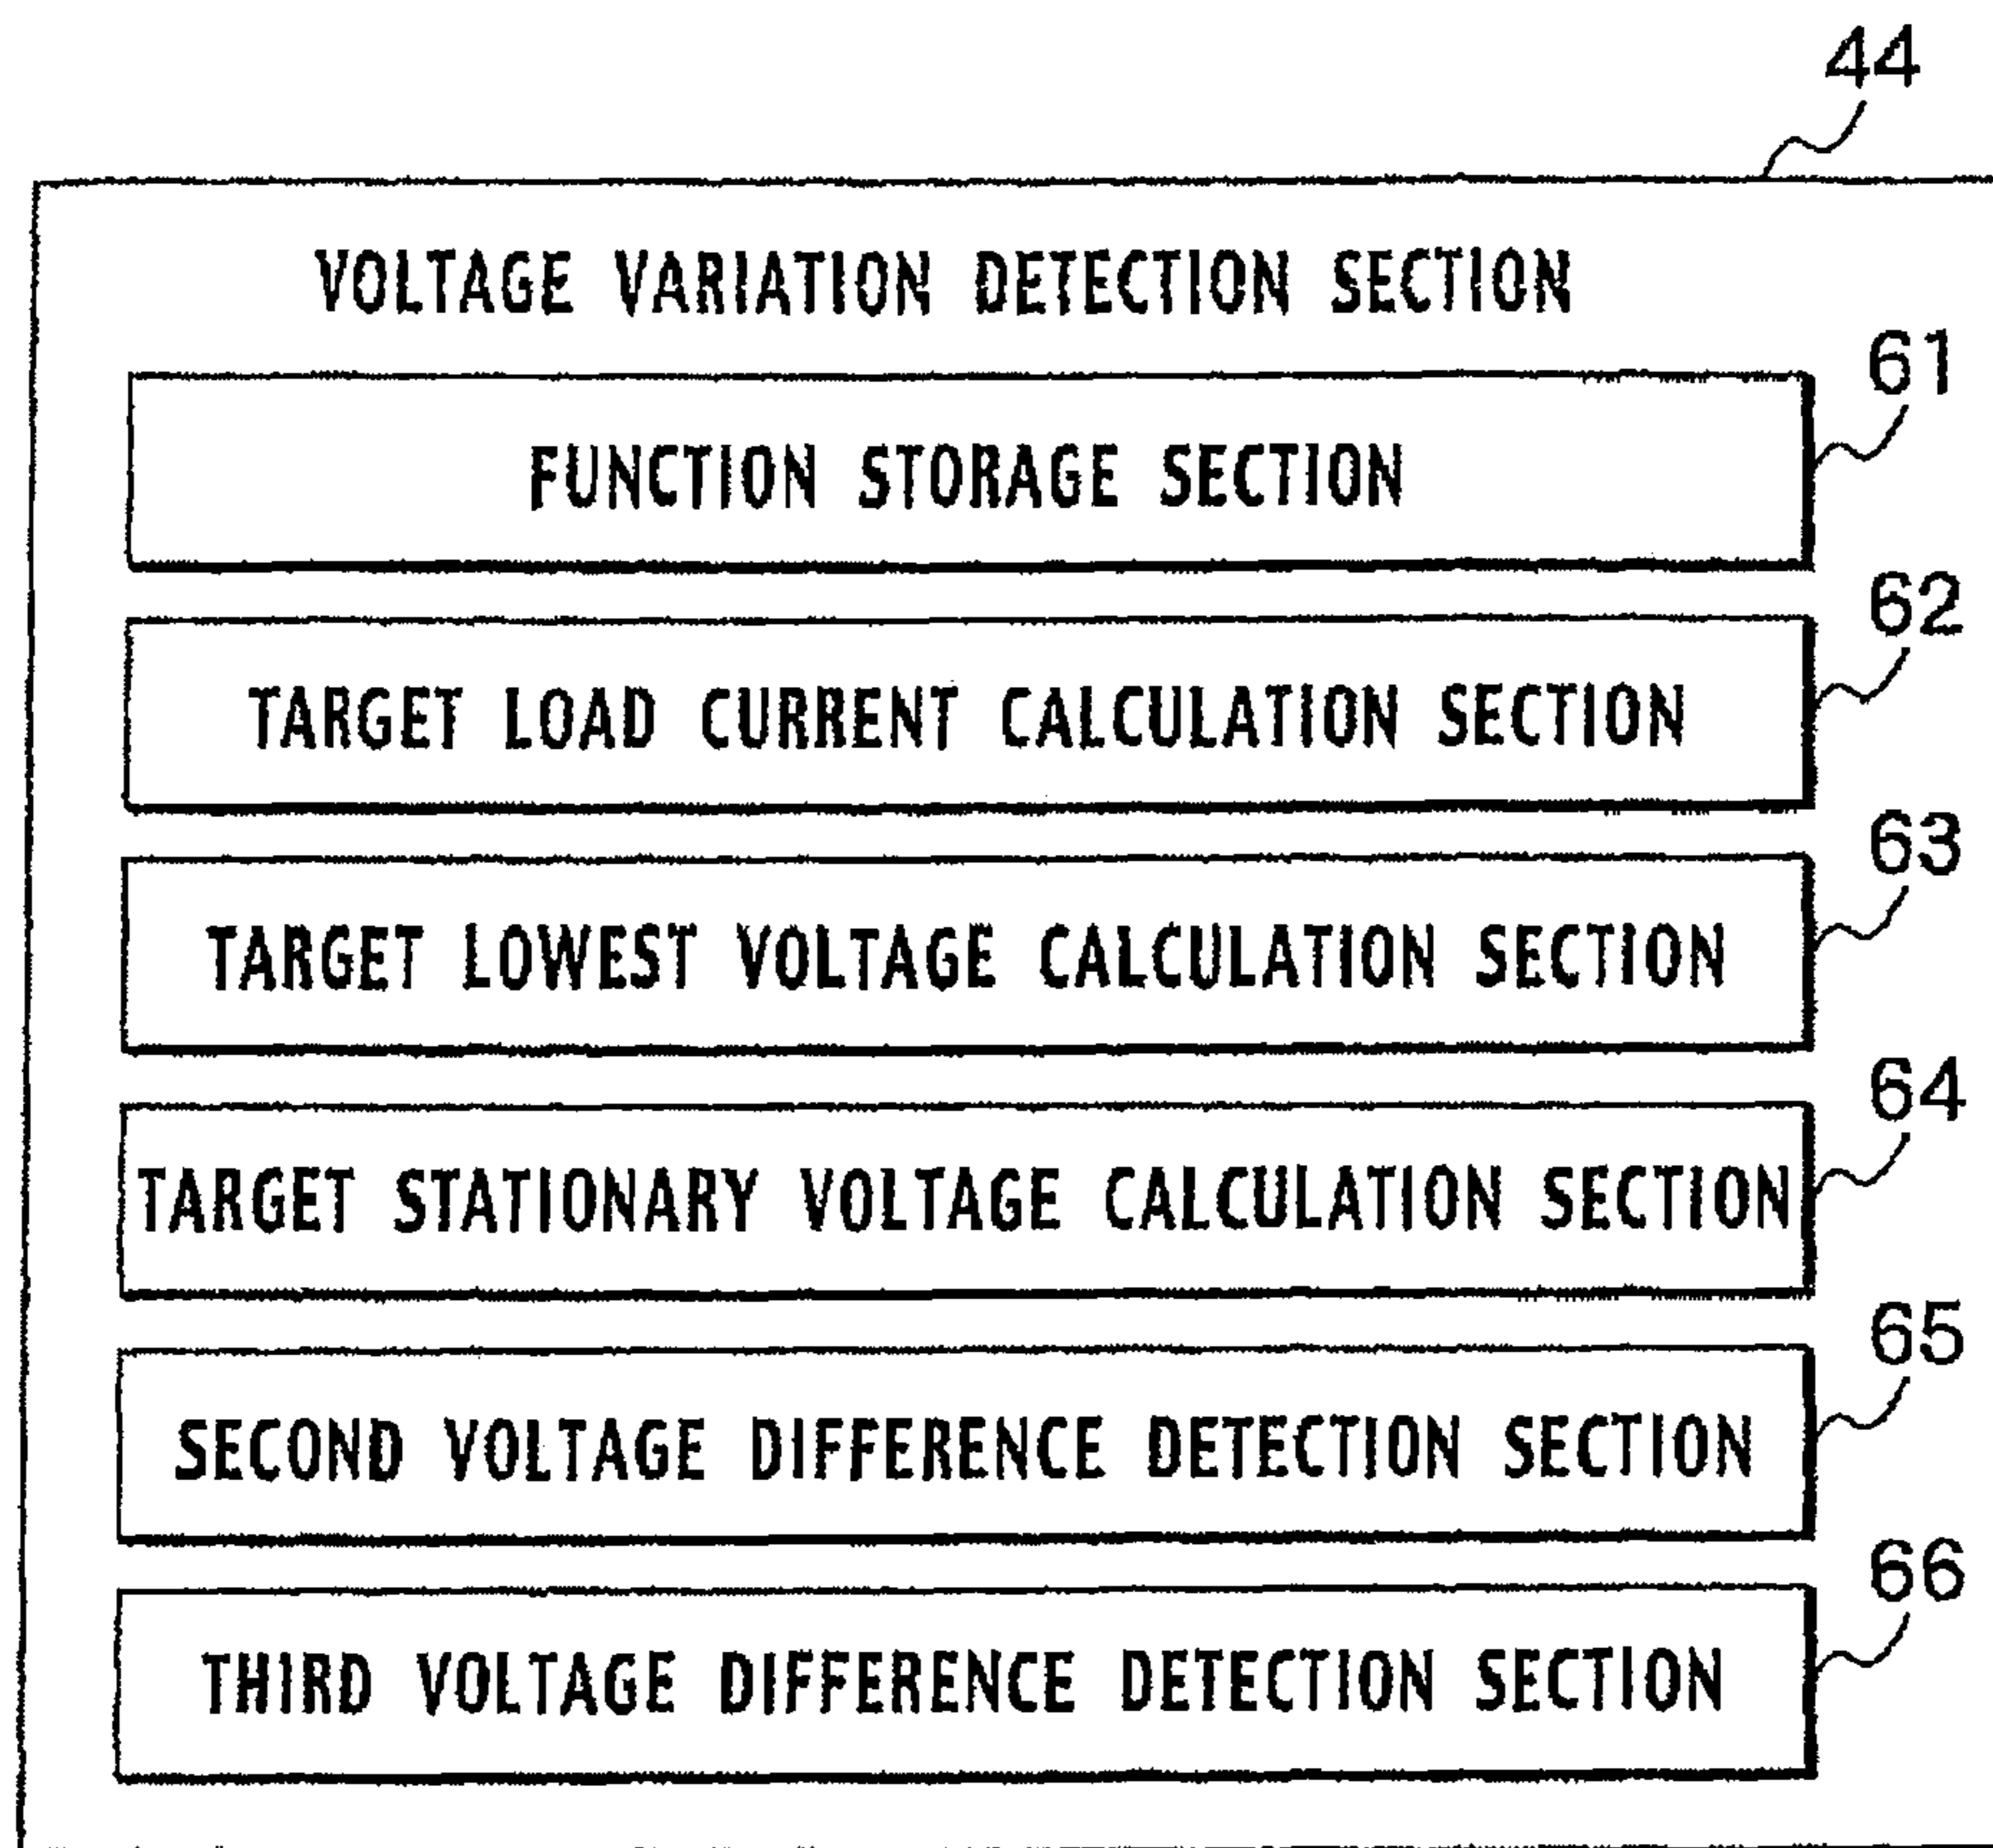 44
VOLTAGE VARIATION DETECTION SECTION
61
FUNCTION STORAGE SECTION
62
TARGET LOAD CURRENT CALCULATION SECTION
63
TARGET LOWEST VOLTAGE CALCULATION SECTION
64
TARGET STATIONARY VOLTAGE CALCULATION SECTION
65
SECOND VOLTAGE DIFFERENCE DETECTION SECTION
66
THIRD VOLTAGE DIFFERENCE DETECTION SECTION